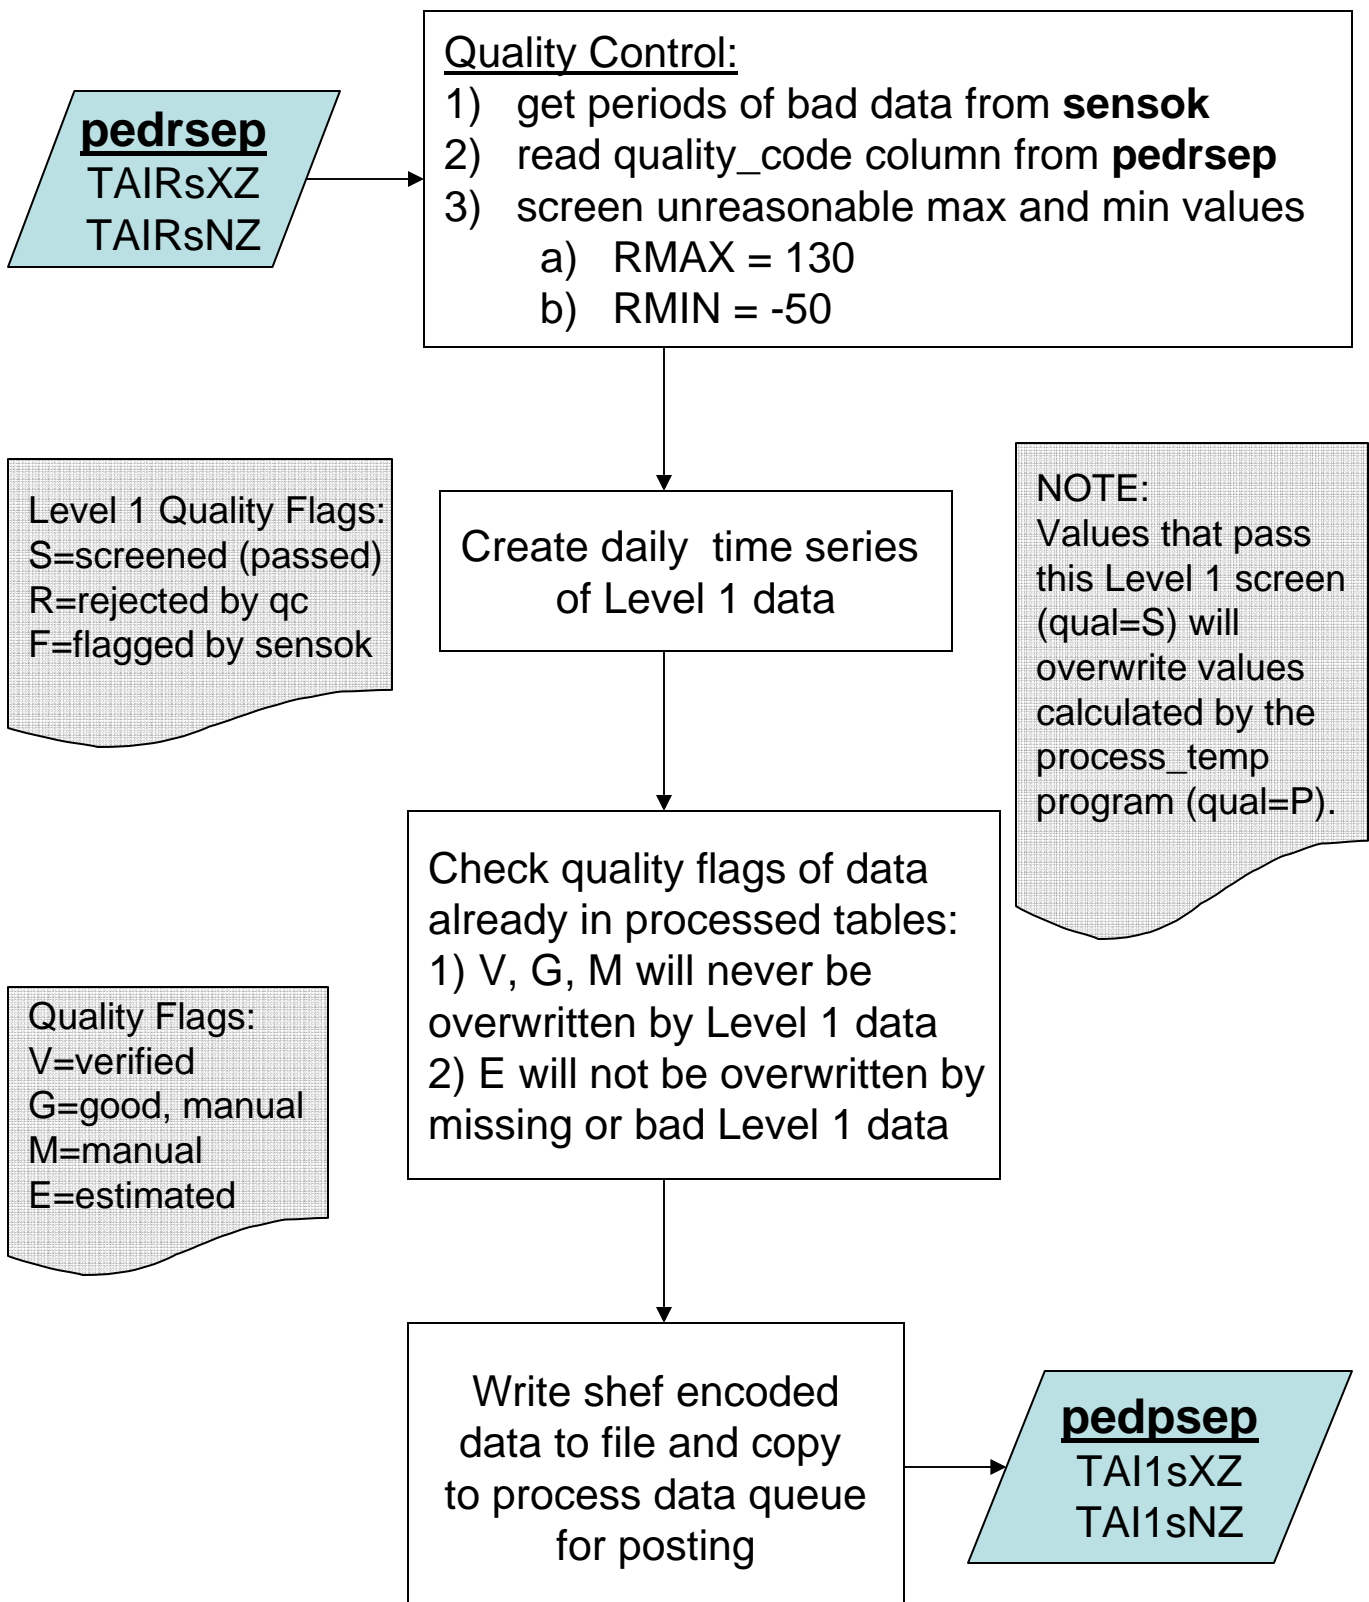 pedrsep
TAIRsXZ
TAIRsNZ
Quality Control:
1) get periods of bad data from sensok
2) read quality_code column from pedrsep
3) screen unreasonable max and min values
a) RMAX = 130
b) RMIN = -50
Level 1 Quality Flags:
S=screened (passed)
R=rejected by qc
F=flagged by sensok
Create daily time series
of Level 1 data
NOTE:
Values that pass
this Level 1 screen
(qual=S) will
overwrite values
calculated by the
process_temp
program (qual=P).
Check quality flags of data
already in processed tables:
1) V, G, M will never be
overwritten by Level 1 data
2) E will not be overwritten by
missing or bad Level 1 data
Quality Flags:
V=verified
G=good, manual
M=manual
E=estimated
Write shef encoded
data to file and copy
to process data queue
for posting
pedpsep
TAI1sXZ
TAI1sNZ